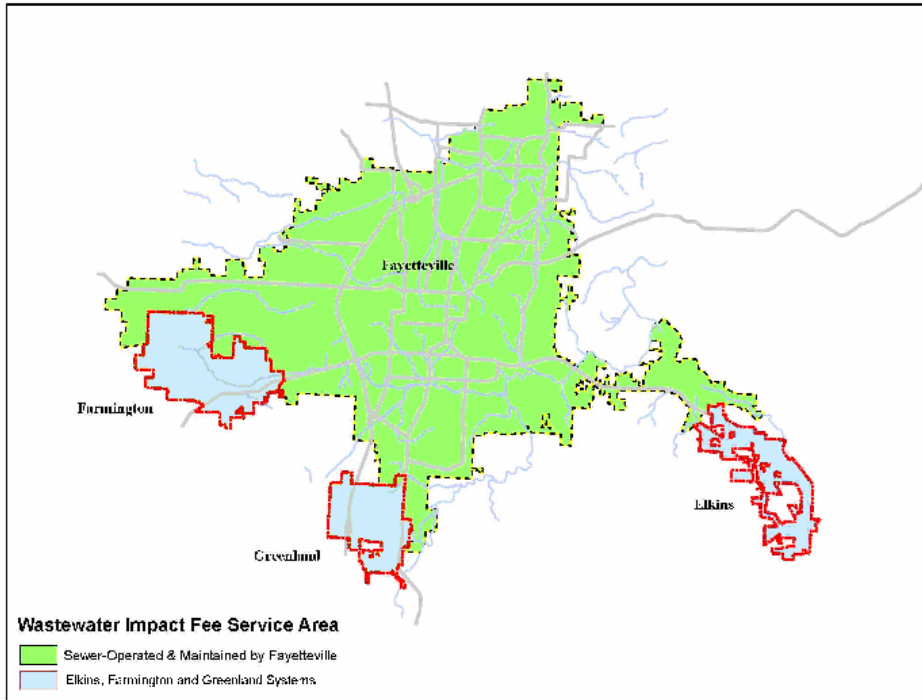 Fayetteville
Farmington
Elkins
Greenland
Wastewater Impact Fee Service Area
Sewer-Operated & Maintained by Fayetteville
Elkins, Farmington and Greenland Systems